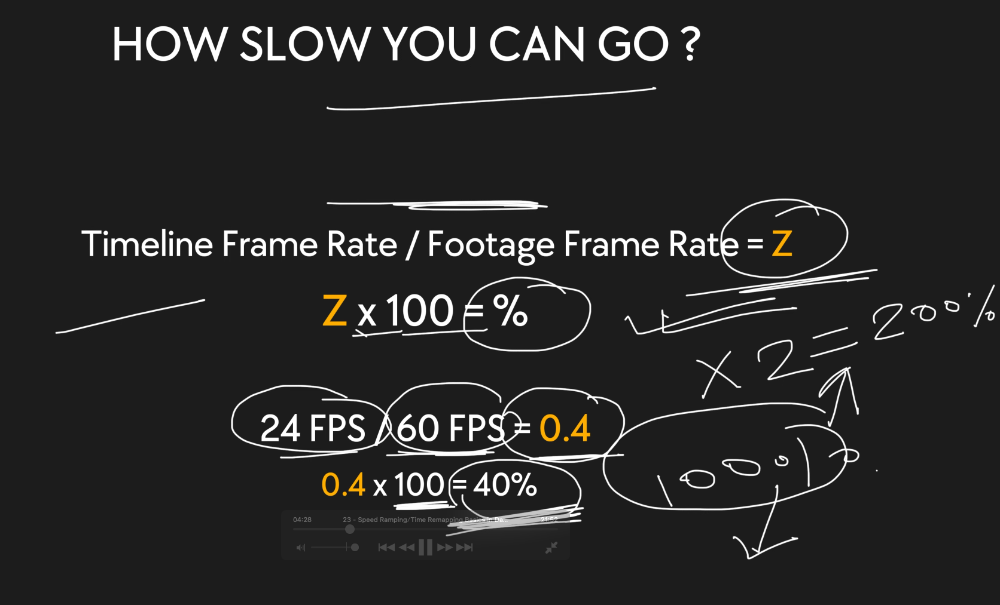 HOW SLOW YOU CAN GO ?
Timeline Frame Rate / Footage Frame Rate = Z
Z x 100 = %
x 2 = 200%
24 FPS / 60 FPS = 0.4
100%
0.4 x 100 = 40%
04:28 23 - Speed Ramping/Time Remapping Basics in Da... 21:52